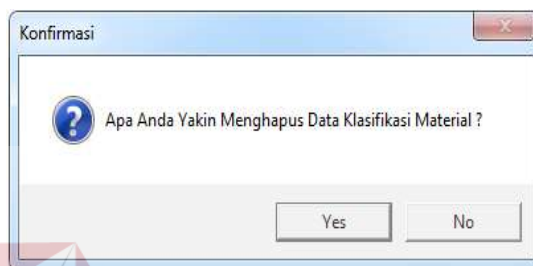 Konfirmasi
Apa Anda Yakin Menghapus Data Klasifikasi Material ?
Yes
No